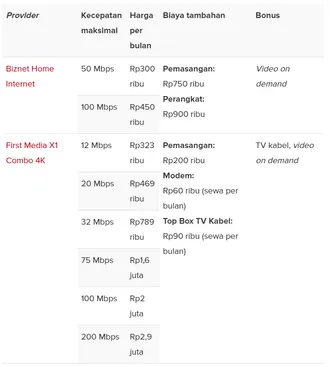 Provider Kecepatan maksimal Harga per bulan Biaya tambahan Bonus
Biznet Home Internet 50 Mbps Rp300 ribu Pemasangan: Rp750 ribu Perangkat: Rp900 ribu Video on demand
100 Mbps Rp450 ribu
First Media X1 Combo 4K 12 Mbps Rp323 ribu Pemasangan: Rp200 ribu Modem: Rp60 ribu (sewa per bulan) Top Box TV Kabel: Rp90 ribu (sewa per bulan) TV kabel, video on demand
20 Mbps Rp469 ribu
32 Mbps Rp789 ribu
75 Mbps Rp1,6 juta
100 Mbps Rp2 juta
200 Mbps Rp2,9 juta